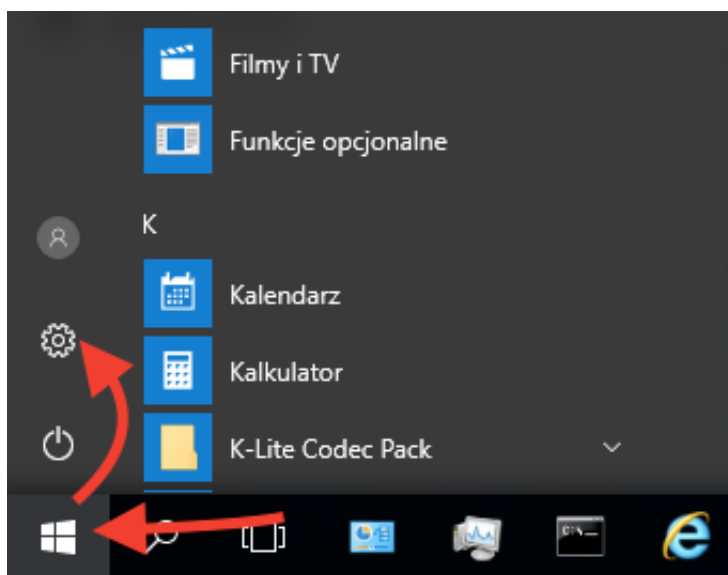 Filmy i TV
Funkcje opcjonalne
K
Kalendarz
Kalkulator
K-Lite Codec Pack